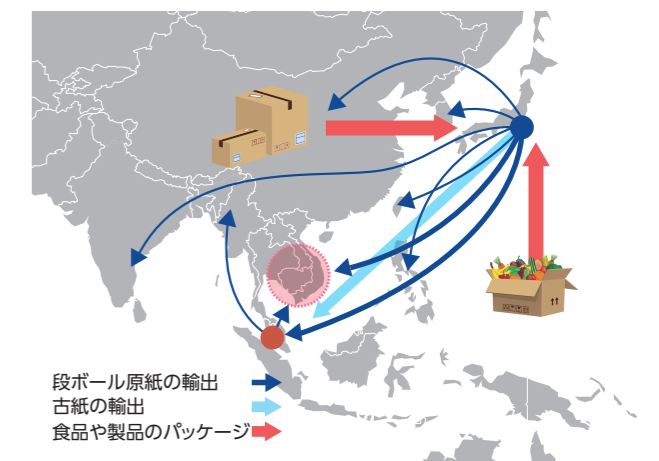 段ボール原紙の輸出
古紙の輸出
食品や製品のパッケージ